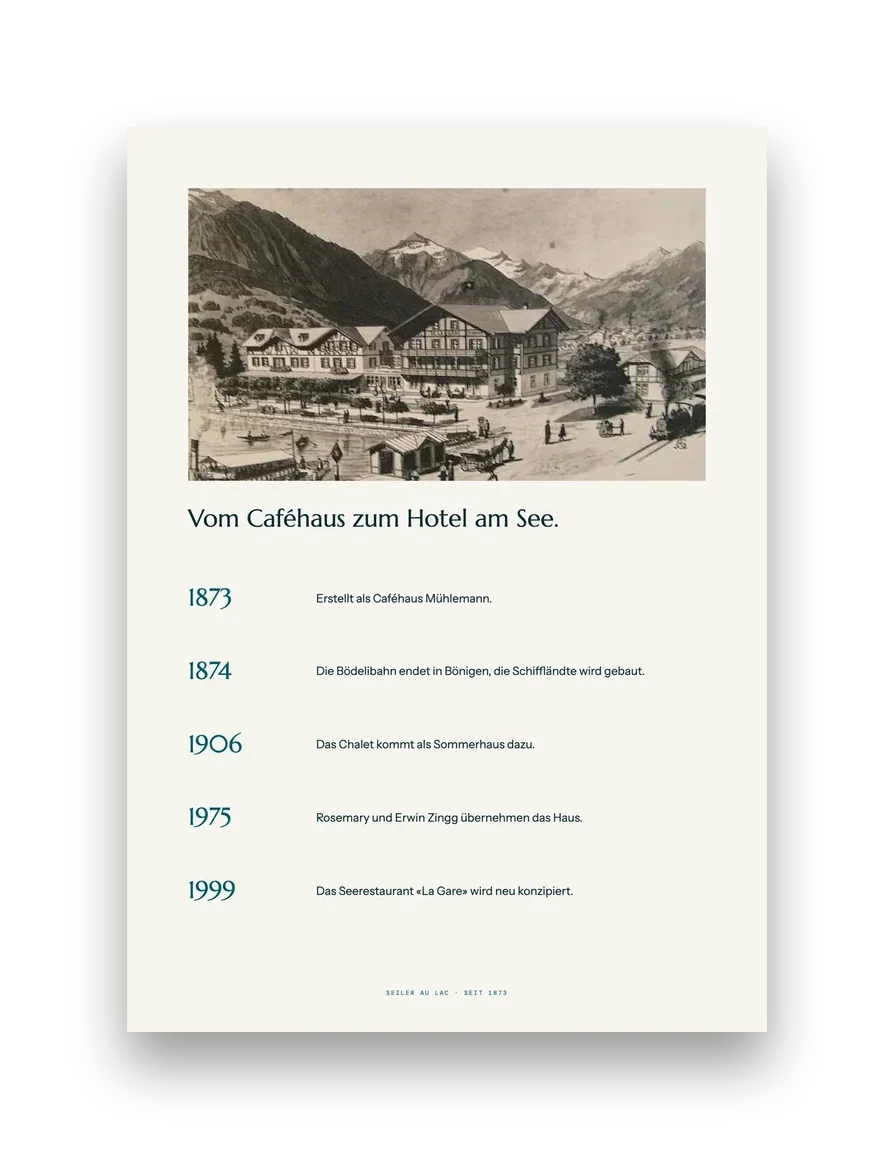 Vom Caféhaus zum Hotel am See.
1873 Erstellt als Caféhaus Mühlemann.
1874 Die Bödelibahn endet in Bönigen, die Schiffländte wird gebaut.
1906 Das Chalet kommt als Sommerhaus dazu.
1975 Rosemary und Erwin Zingg übernehmen das Haus.
1999 Das Seerestaurant «La Gare» wird neu konzipiert.
SEILER AU LAC · SEIT 1873